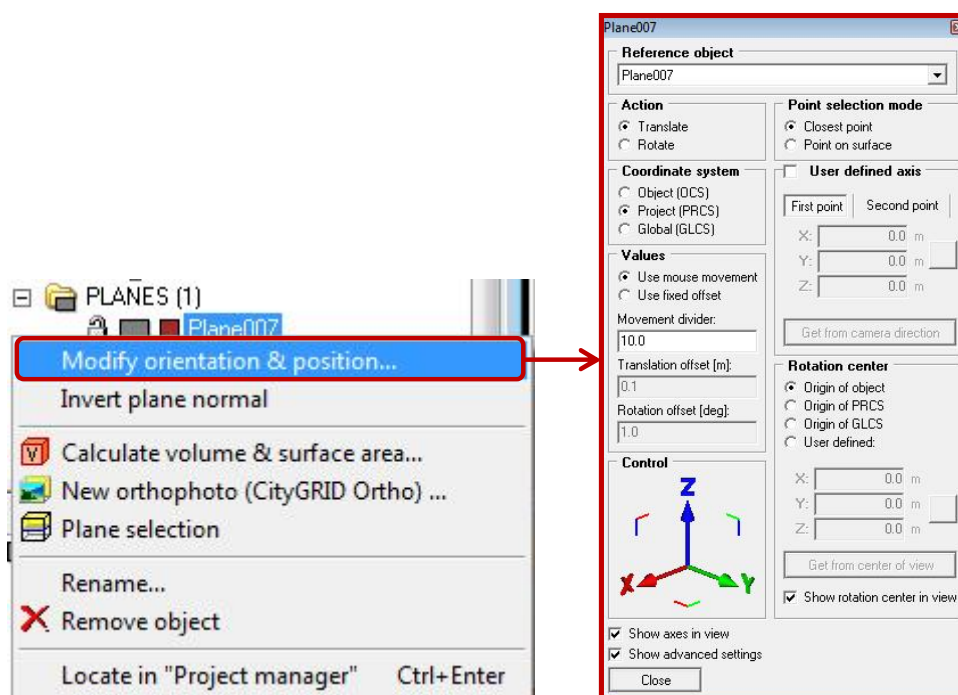 PLANES (1)
Plane007
Modify orientation & position...
Invert plane normal
Calculate volume & surface area...
New orthophoto (CityGRID Ortho) ...
Plane selection
Rename...
Remove object
Locate in "Project manager" Ctrl+Enter
Plane007
Reference object
Plane007
Action
Translate
Rotate
Point selection mode
Closest point
Point on surface
Coordinate system
Object (OCS)
Project (PRCS)
Global (GLCS)
User defined axis
First point Second point
X: 0.0 m
Y: 0.0 m
Z: 0.0 m
Get from camera direction
Values
Use mouse movement
Use fixed offset
Movement divider:
10.0
Translation offset [m]:
0.1
Rotation offset [deg]:
1.0
Rotation center
Origin of object
Origin of PRCS
Origin of GLCS
User defined:
X: 0.0 m
Y: 0.0 m
Z: 0.0 m
Get from center of view
Show rotation center in view
Control
Z
X Y
Show axes in view
Show advanced settings
Close